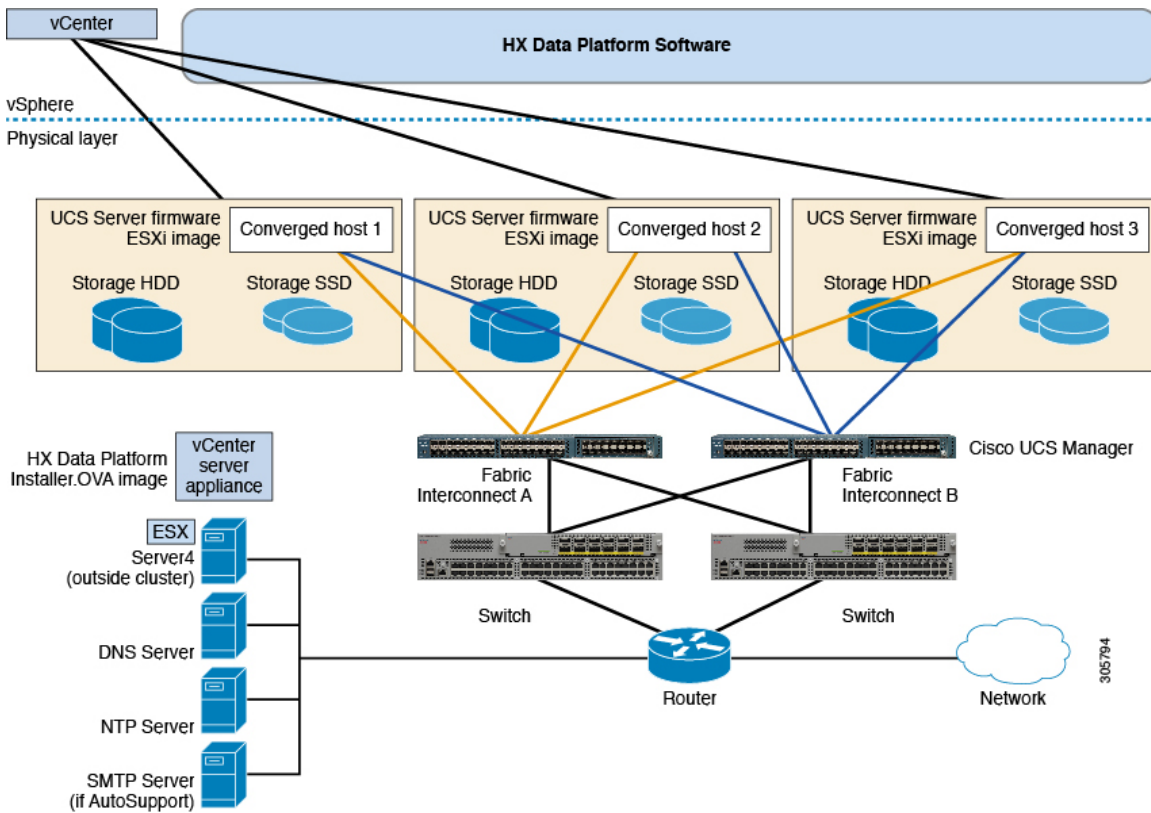 vCenter
HX Data Platform Software
vSphere
Physical layer
UCS Server firmware
ESXi image
Converged host 1
Storage HDD
Storage SSD
UCS Server firmware
ESXi image
Converged host 2
Storage HDD
Storage SSD
UCS Server firmware
ESXi image
Converged host 3
Storage HDD
Storage SSD
HX Data Platform
Installer.OVA image
vCenter
server
appliance
Fabric
Interconnect A
Fabric
Interconnect B
Cisco UCS Manager
ESX
Server4
(outside cluster)
Switch
Switch
DNS Server
NTP Server
SMTP Server
(if AutoSupport)
Router
Network
305794